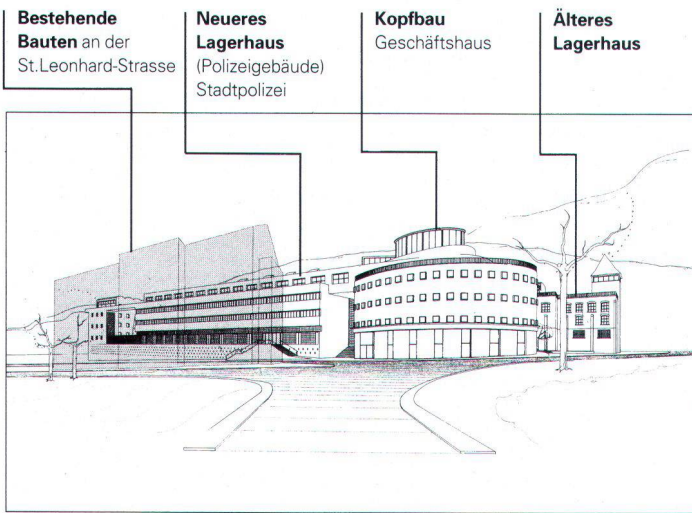 Bestehende
Bauten an der
St.Leonhard-Strasse
Neueres
Lagerhaus
(Polizeigebäude)
Stadtpolizei
Kopfbau
Geschäftshaus
Älteres
Lagerhaus